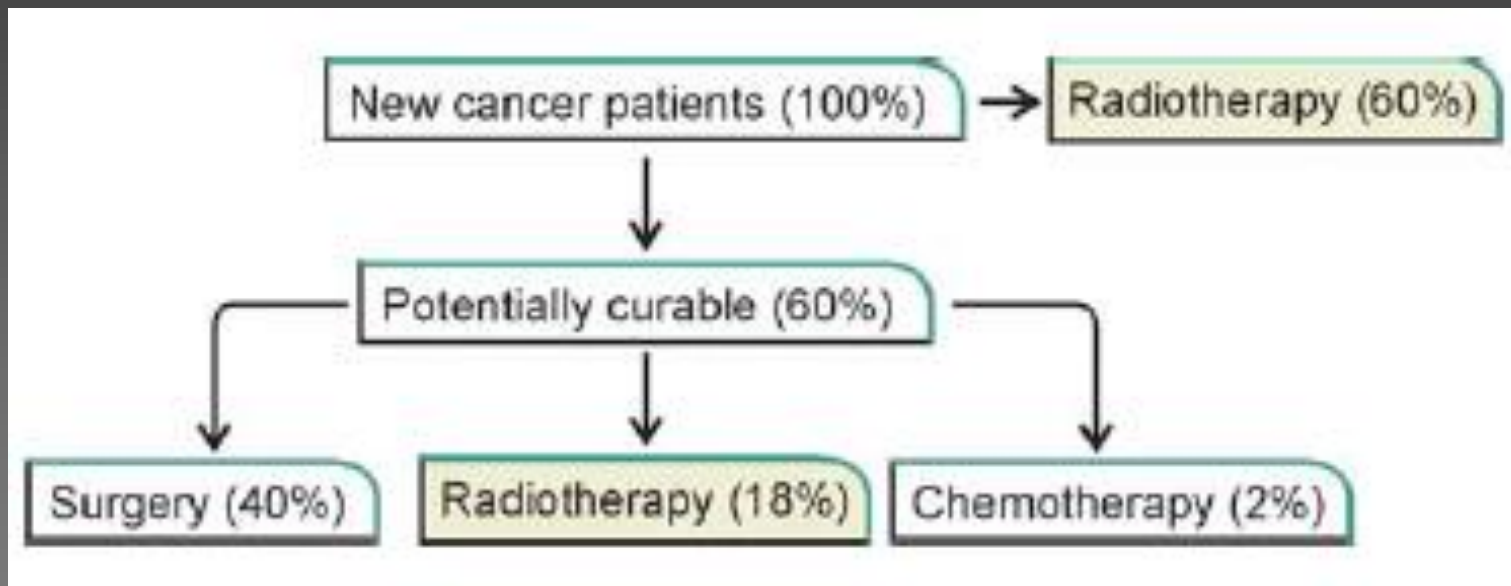 New cancer patients (100%)
Radiotherapy (60%)
Potentially curable (60%)
Surgery (40%)
Radiotherapy (18%)
Chemotherapy (2%)